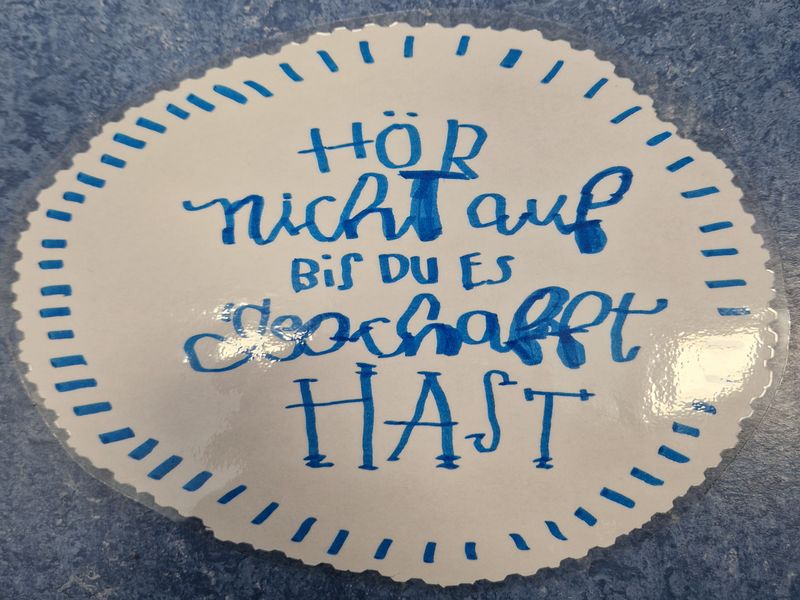 HÖR
nichT auf
BiS DU ES
geschafft
HAST